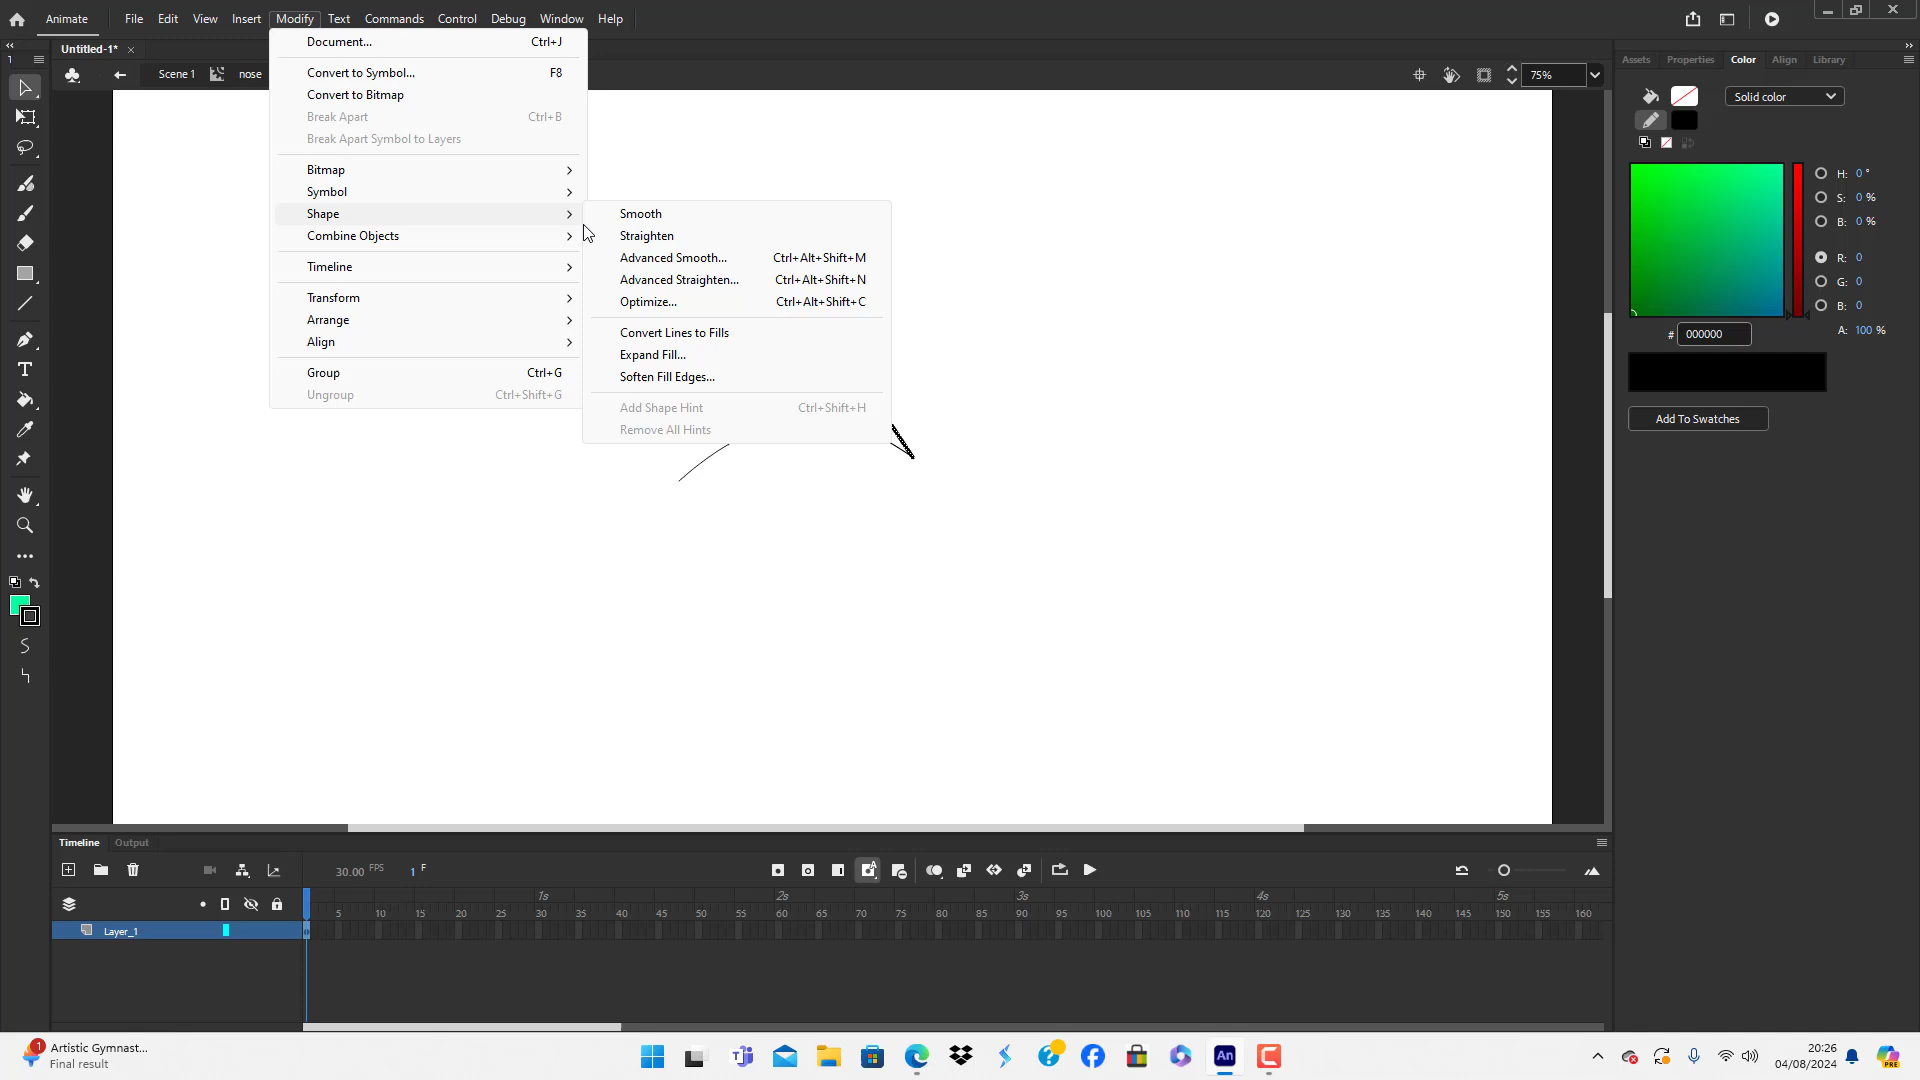 Animate File Edit View Insert Modify Text Commands Control Debug Window Help
Untitled-1*
Scene 1 nose
75%
Document... Ctrl+J
Convert to Symbol... F8
Convert to Bitmap
Break Apart Ctrl+B
Break Apart Symbol to Layers
Bitmap
Symbol
Shape
Combine Objects
Timeline
Transform
Arrange
Align
Group Ctrl+G
Ungroup Ctrl+Shift+G
Smooth
Straighten
Advanced Smooth... Ctrl+Alt+Shift+M
Advanced Straighten... Ctrl+Alt+Shift+N
Optimize... Ctrl+Alt+Shift+C
Convert Lines to Fills
Expand Fill...
Soften Fill Edges...
Add Shape Hint Ctrl+Shift+H
Remove All Hints
Assets Properties Color Align Library
Solid color
H: 0 °
S: 0 %
B: 0 %
R: 0
G: 0
B: 0
A: 100 %
# 000000
Add To Swatches
1
Timeline Output
30.00 FPS 1 F
1s 2s 3s 4s 5s
5 10 15 20 25 30 35 40 45 50 55 60 65 70 75 80 85 90 95 100 105 110 115 120 125 130 135 140 145 150 155 160
Layer_1
1
Artistic Gymnast...
Final result
An
PRE
20:26
04/08/2024